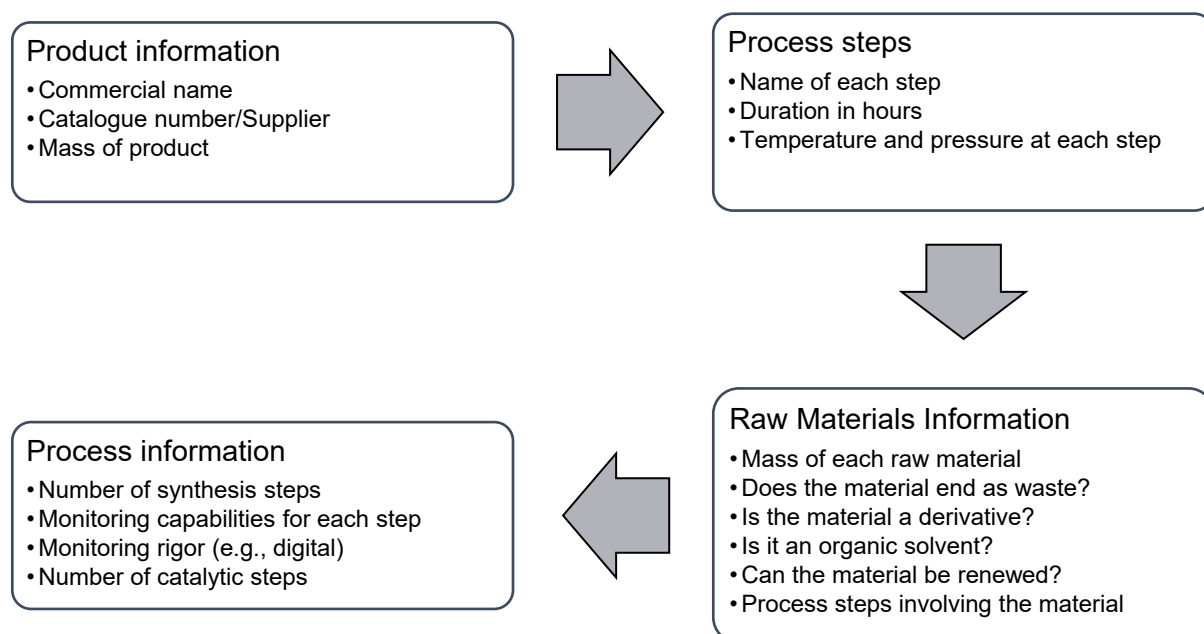 Product information
•Commercial name
•Catalogue number/Supplier
•Mass of product
Process steps
•Name of each step
•Duration in hours
•Temperature and pressure at each step
Raw Materials Information
•Mass of each raw material
•Does the material end as waste?
•Is the material a derivative?
•Is it an organic solvent?
•Can the material be renewed?
•Process steps involving the material
Process information
•Number of synthesis steps
•Monitoring capabilities for each step
•Monitoring rigor (e.g., digital)
•Number of catalytic steps